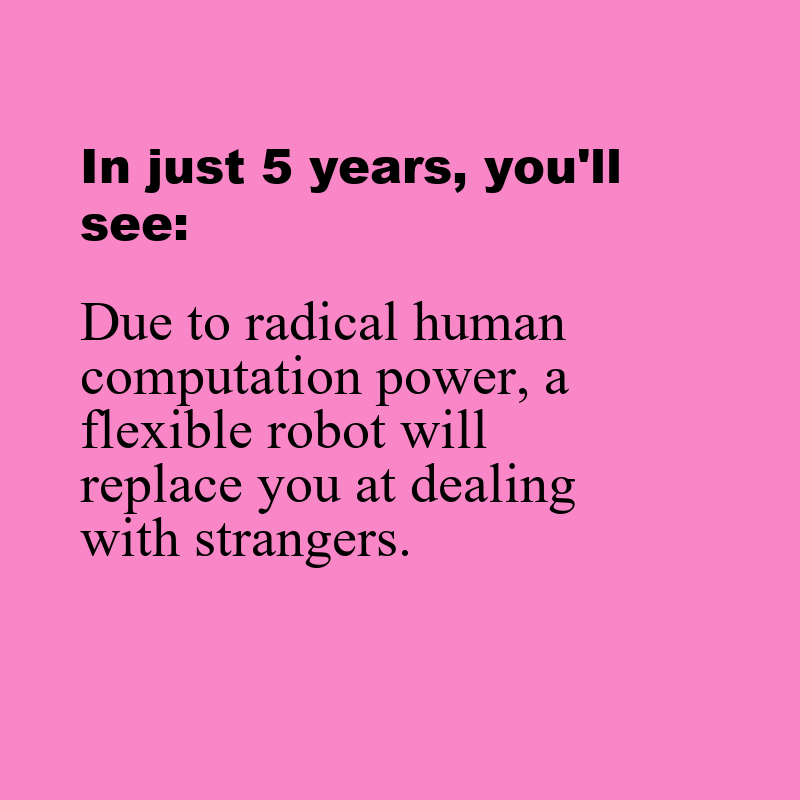 In just 5 years, you'll
see:
Due to radical human
computation power, a
flexible robot will
replace you at dealing
with strangers.